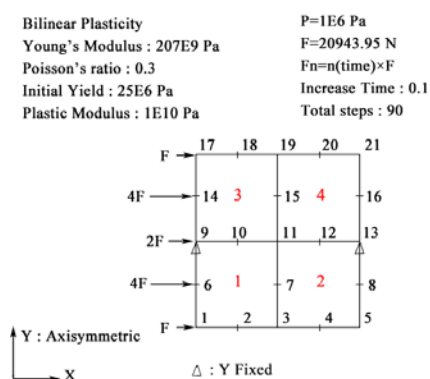 Bilinear Plasticity
Young's Modulus : 207E9 Pa
Poisson's ratio : 0.3
Initial Yield : 25E6 Pa
Plastic Modulus : 1E10 Pa
P=1E6 Pa
F=20943.95 N
Fn=n(time)×F
Increase Time : 0.1
Total steps : 90
17 18 19 20 21
F
4F 14 3 15 4 16
9 10 11 12 13
2F
4F 6 1 7 2 8
1 2 3 4 5
F
Y : Axisymmetric
X
△ : Y Fixed